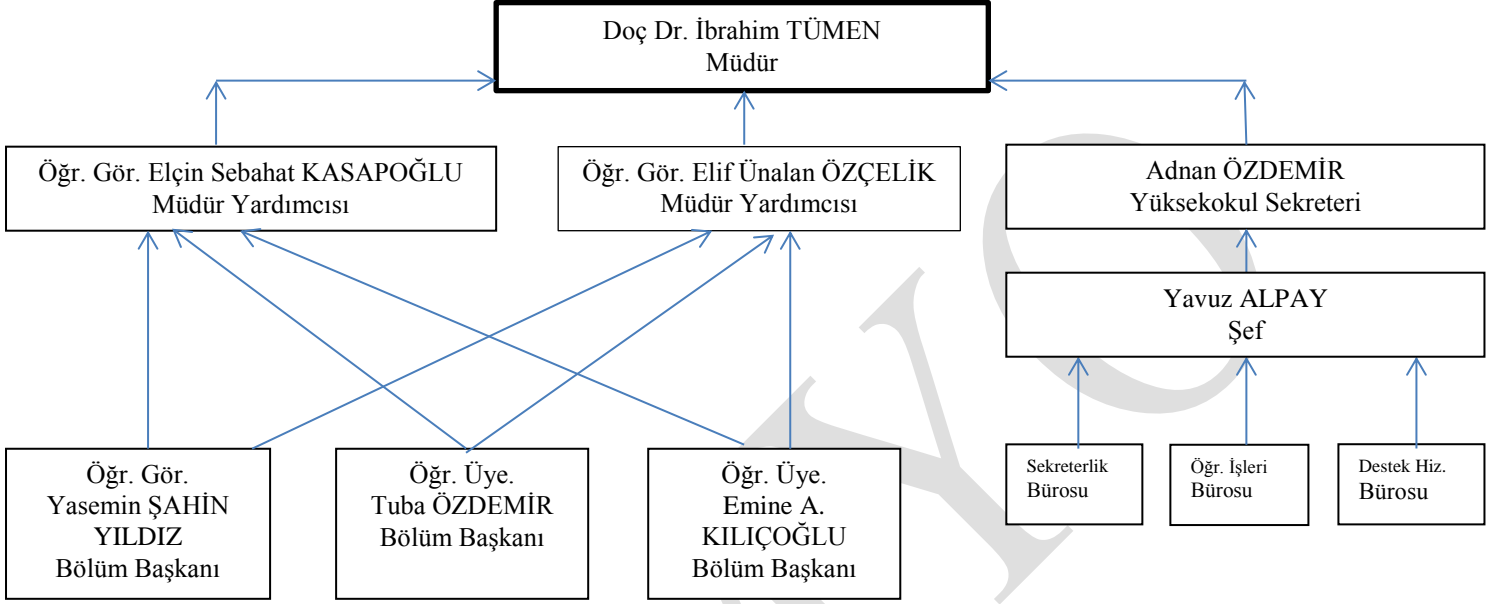 Doç Dr. İbrahim TÜMEN
Müdür
Öğr. Gör. Elçin Sebahat KASAPOĞLU
Müdür Yardımcısı
Öğr. Gör. Elif Ünalan ÖZÇELİK
Müdür Yardımcısı
Adnan ÖZDEMİR
Yüksekokul Sekreteri
Yavuz ALPAY
Şef
Öğr. Gör.
Yasemin ŞAHİN
YILDIZ
Bölüm Başkanı
Öğr. Üye.
Tuba ÖZDEMİR
Bölüm Başkanı
Öğr. Üye.
Emine A.
KILIÇOĞLU
Bölüm Başkanı
Sekreterlik
Bürosu
Öğr. İşleri
Bürosu
Destek Hiz.
Bürosu
YO